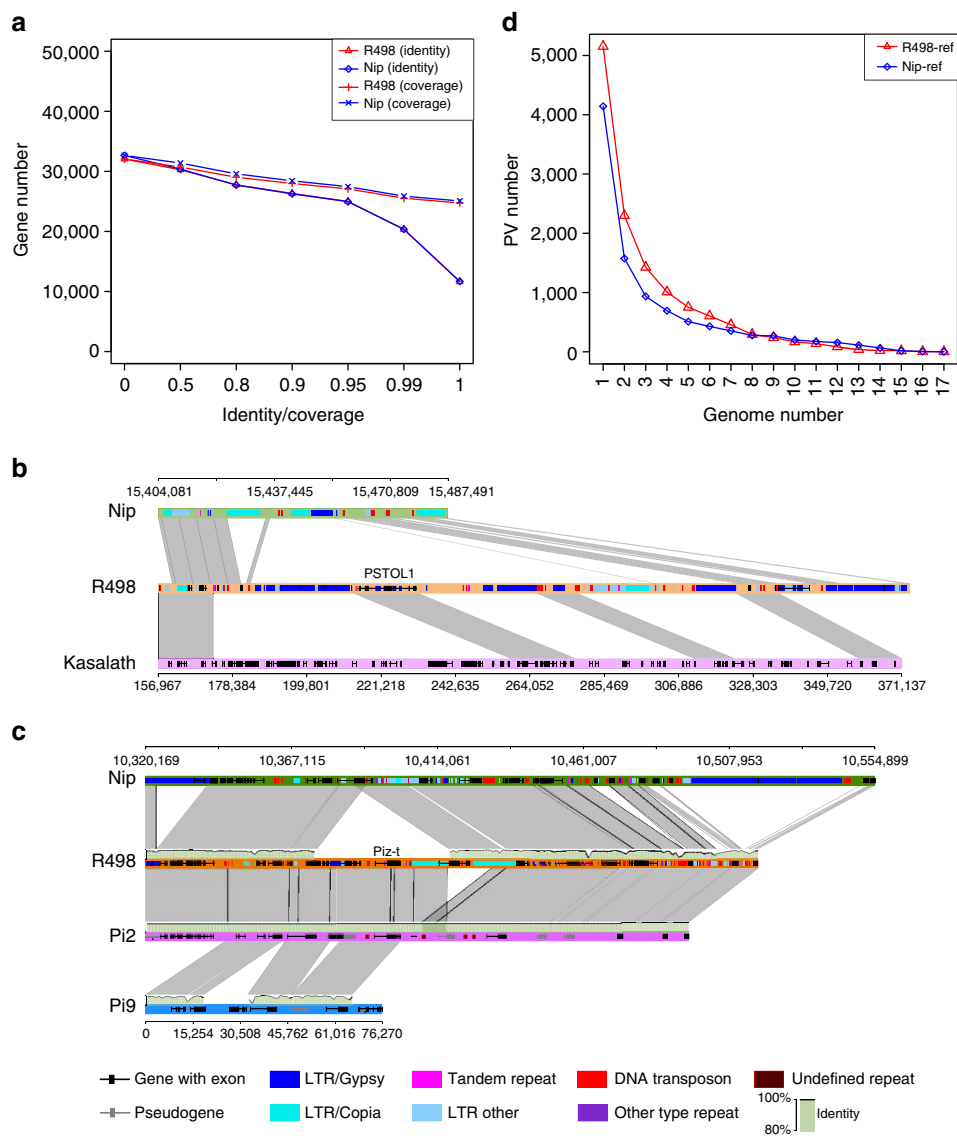 a
50,000
40,000
30,000
20,000
10,000
0
Gene number
R498 (identity)
Nip (identity)
R498 (coverage)
Nip (coverage)
0 0.5 0.8 0.9 0.95 0.99 1
Identity/coverage
d
5,000
4,000
3,000
2,000
1,000
0
PV number
R498-ref
Nip-ref
1 2 3 4 5 6 7 8 9 10 11 12 13 14 15 16 17
Genome number
b
15,404,081 15,437,445 15,470,809 15,487,491
Nip
PSTOL1
R498
Kasalath
156,967 178,384 199,801 221,218 242,635 264,052 285,469 306,886 328,303 349,720 371,137
c
10,320,169 10,367,115 10,414,061 10,461,007 10,507,953 10,554,899
Nip
Piz-t
R498
Pi2
Pi9
0 15,254 30,508 45,762 61,016 76,270
Gene with exon LTR/Gypsy Tandem repeat DNA transposon Undefined repeat
Pseudogene LTR/Copia LTR other Other type repeat 100% Identity
80%